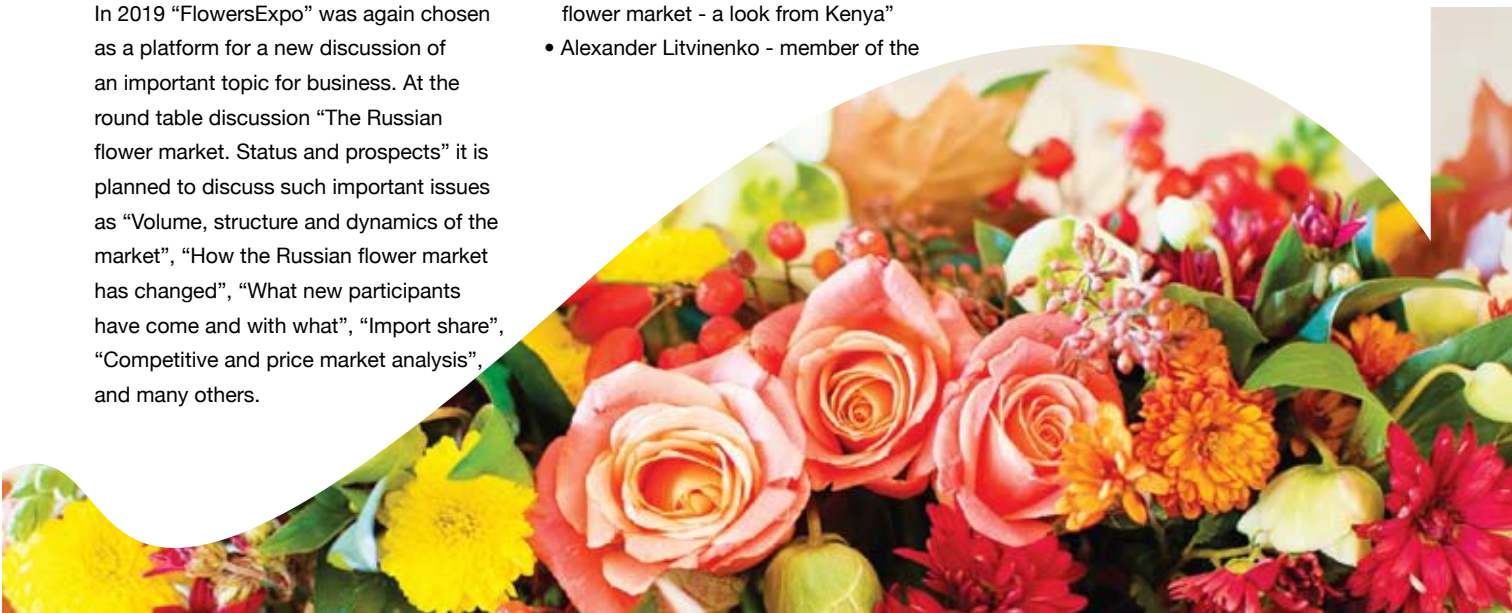 In 2019 “FlowersExpo” was again chosen
as a platform for a new discussion of
an important topic for business. At the
round table discussion “The Russian
flower market. Status and prospects” it is
planned to discuss such important issues
as “Volume, structure and dynamics of the
market”, “How the Russian flower market
has changed”, “What new participants
have come and with what”, “Import share”,
“Competitive and price market analysis”,
and many others.
flower market - a look from Kenya”
• Alexander Litvinenko - member of the